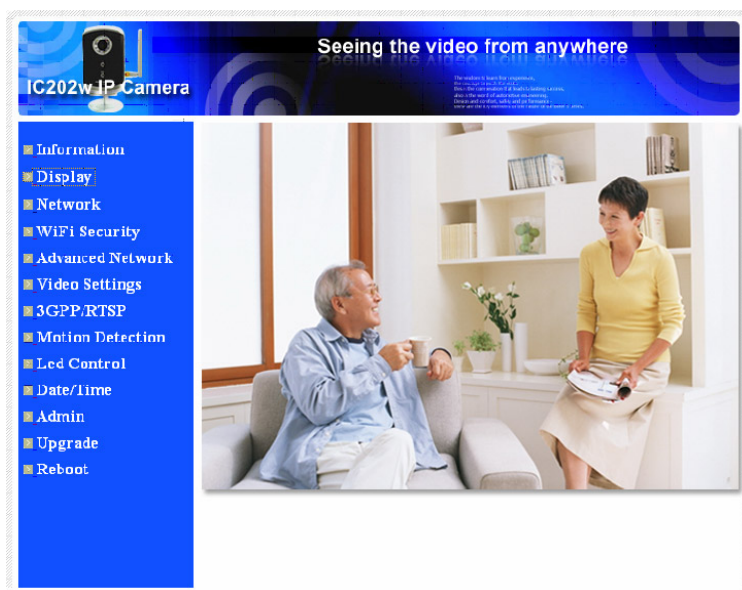 Seeing the video from anywhere
IC202w IP Camera
Information
Display
Network
WiFi Security
Advanced Network
Video Settings
3GPP/RTSP
Motion Detection
Led Control
Date/Time
Admin
Upgrade
Reboot